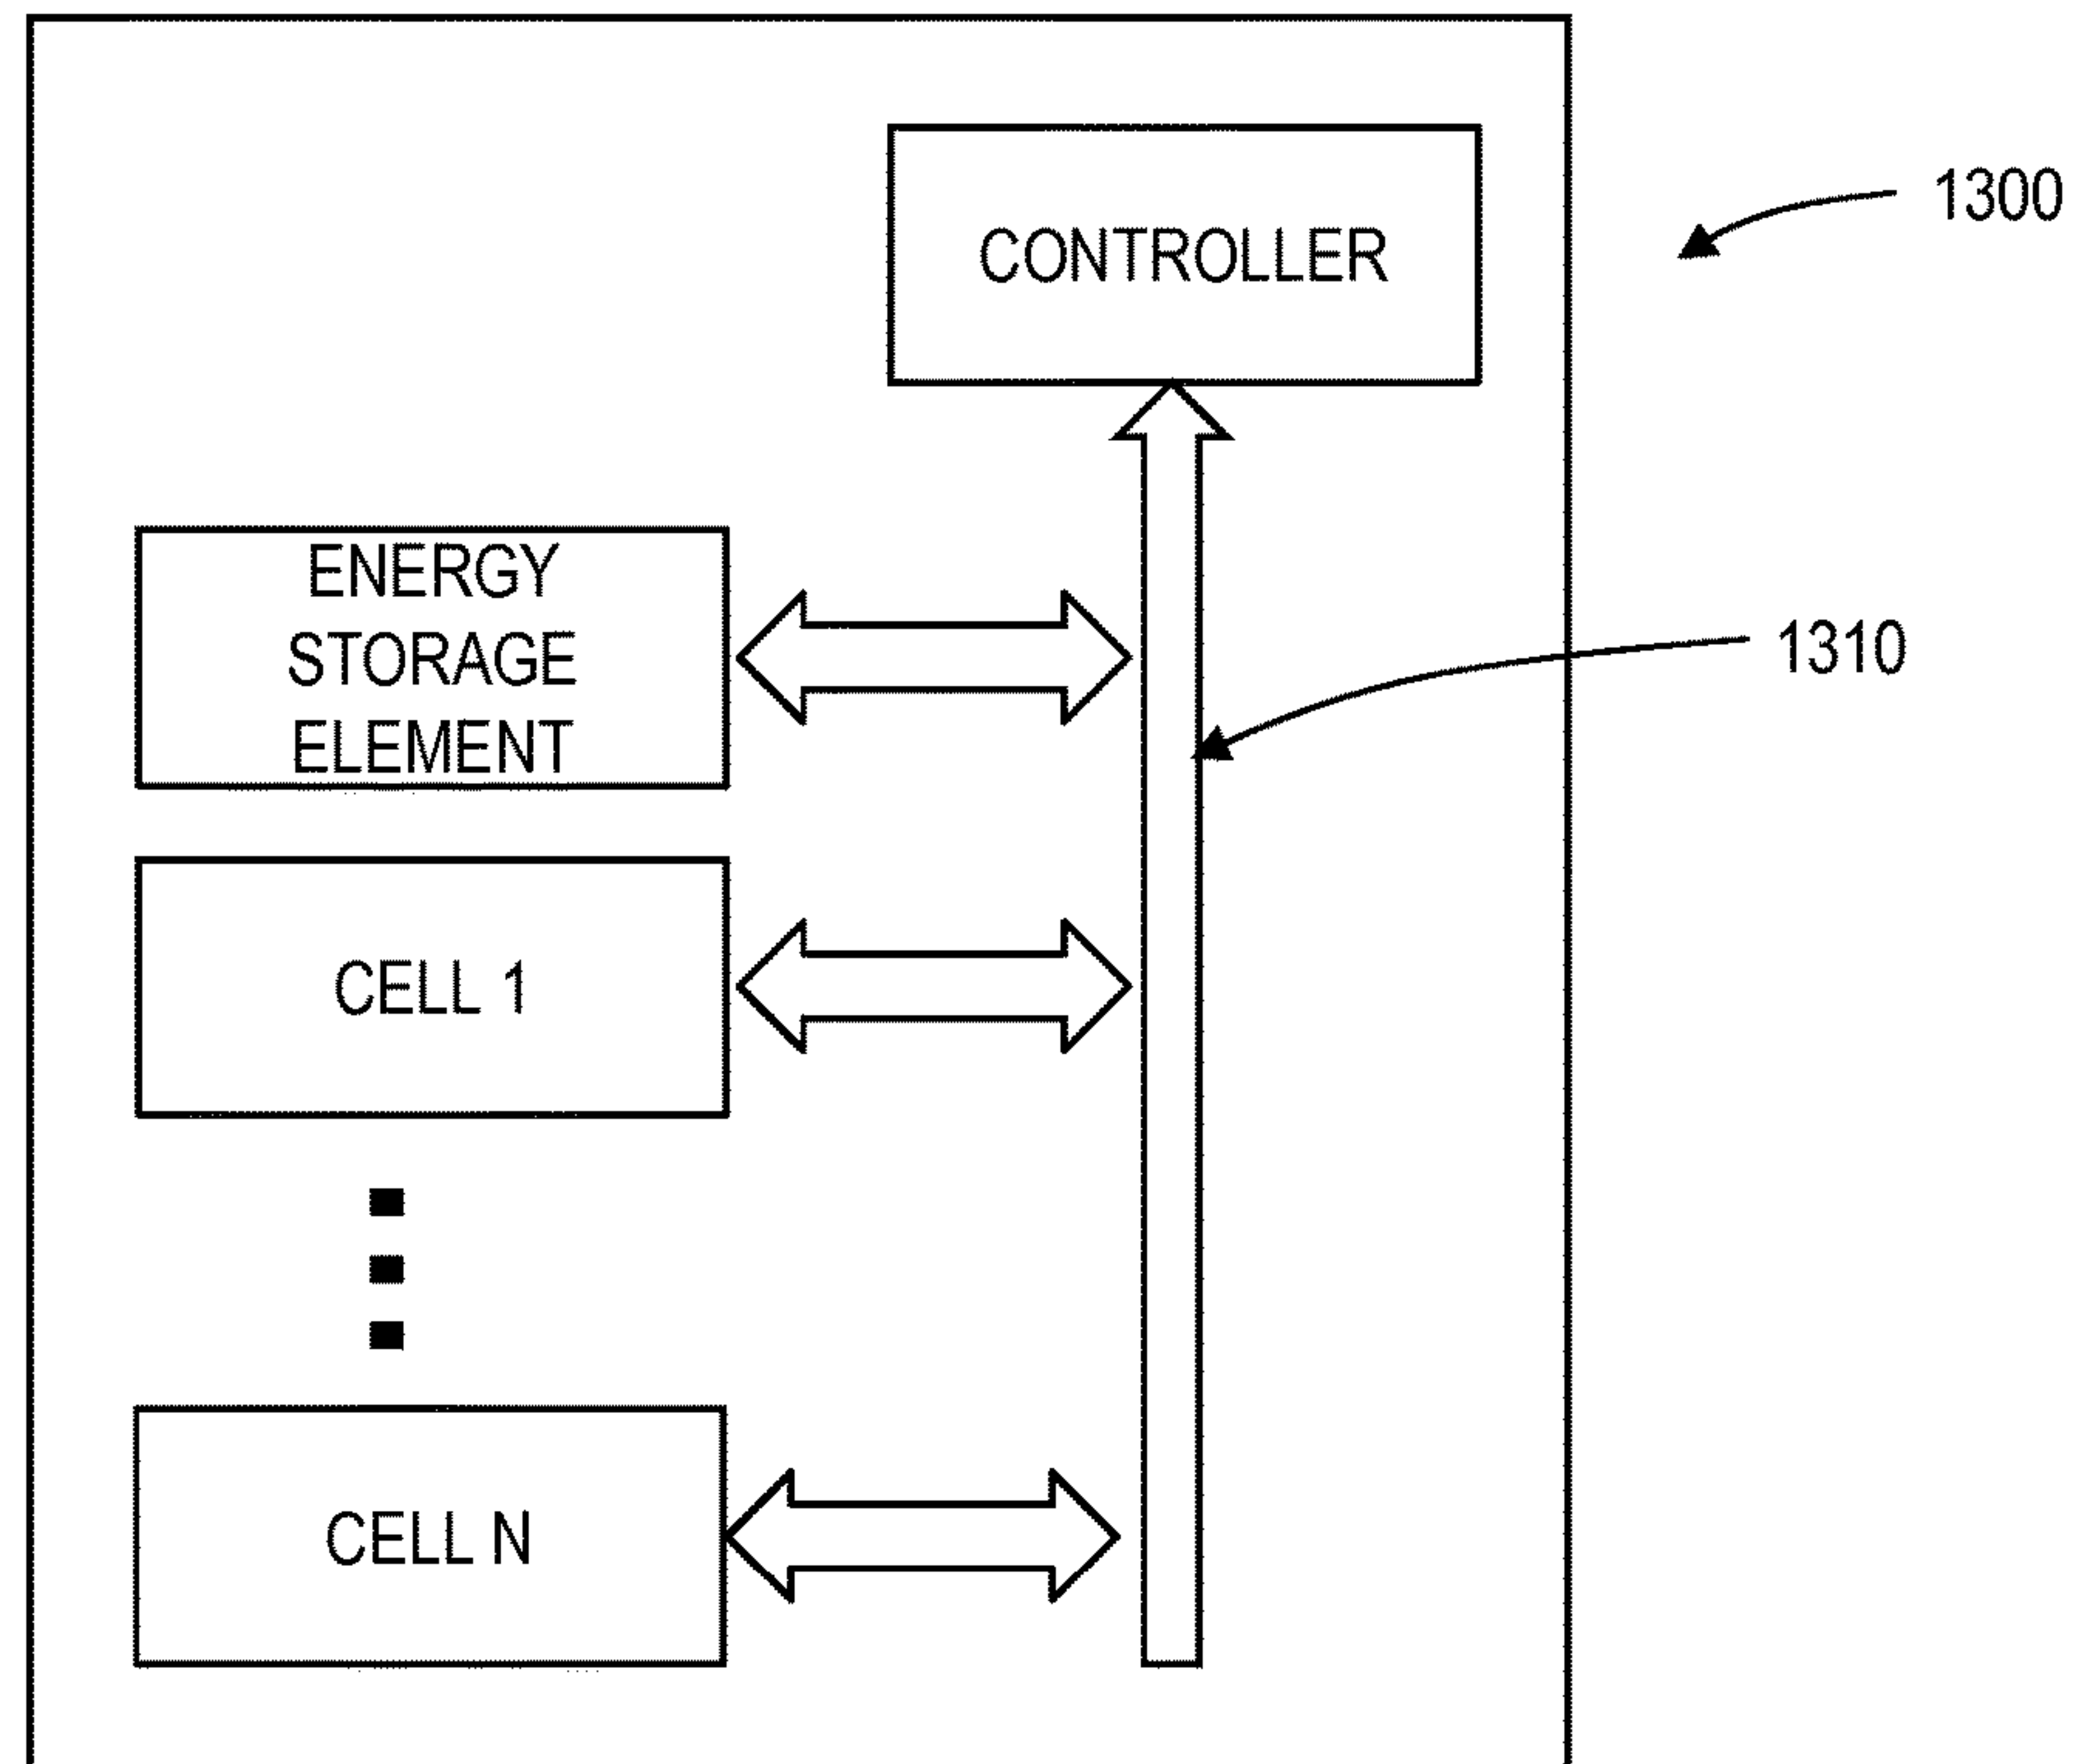 CONTROLLER
1300
ENERGY
STORAGE
ELEMENT
1310
CELL 1
CELL N